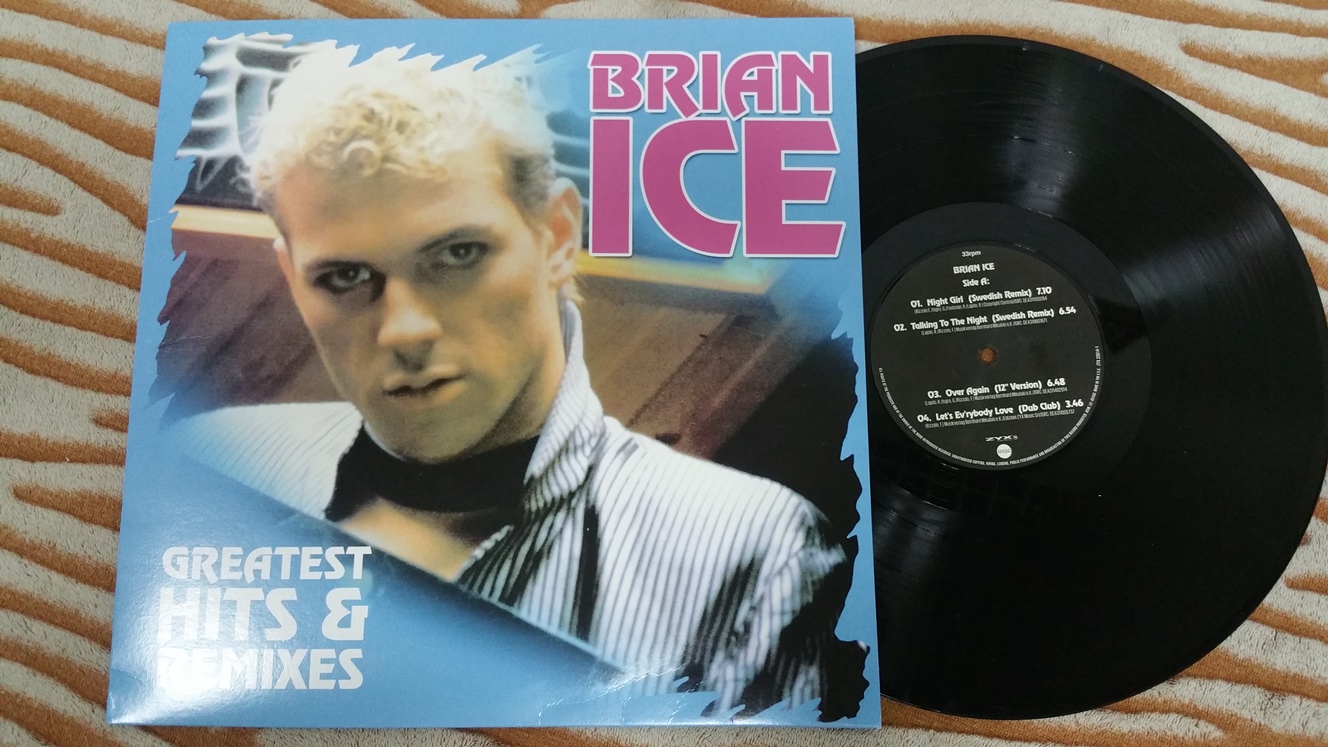 BRIAN
ICE
GREATEST
HITS &
REMIXES
33rpm
BRIAN ICE
Side A:
01. Night Girl (Swedish Remix) 7.10
02. Talking To The Night (Swedish Remix) 6.54
03. Over Again (12" Version) 6.48
04. Let's Ev'rybody Love (Dub Club) 3.46
ZYX